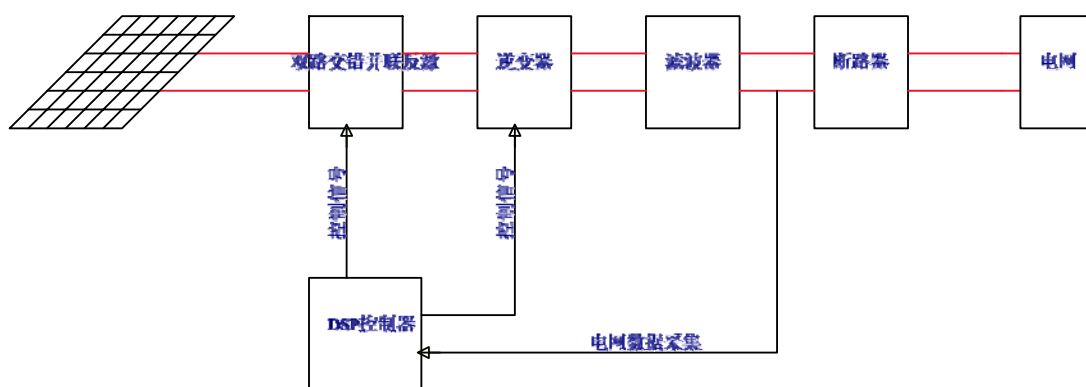 双路交错并联反激
逆变器
滤波器
断路器
电网
控制信号
控制信号
DSP控制器
电网数据采集